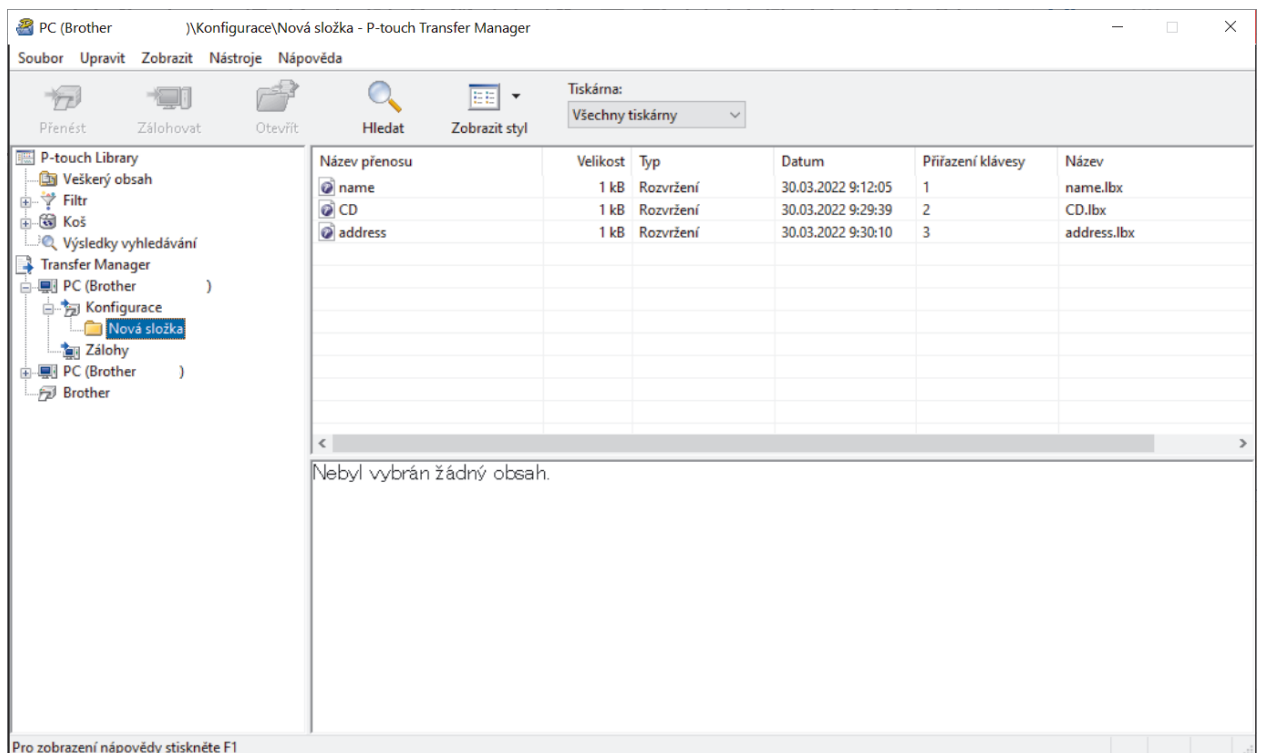 PC (Brother )\Konfigurace\Nová složka - P-touch Transfer Manager
Soubor Upravit Zobrazit Nástroje Nápověda
Přenést Zálohovat Otevřít Hledat Zobrazit styl
Tiskárna:
Všechny tiskárny
P-touch Library
Veškerý obsah
Filtr
Koš
Výsledky vyhledávání
Transfer Manager
PC (Brother )
Konfigurace
Nová složka
Zálohy
PC (Brother )
Brother
Název přenosu Velikost Typ Datum Přiřazení klávesy Název
name 1 kB Rozvržení 30.03.2022 9:12:05 1 name.lbx
CD 1 kB Rozvržení 30.03.2022 9:29:39 2 CD.lbx
address 1 kB Rozvržení 30.03.2022 9:30:10 3 address.lbx
Nebyl vybrán žádný obsah.
Pro zobrazení nápovědy stiskněte F1